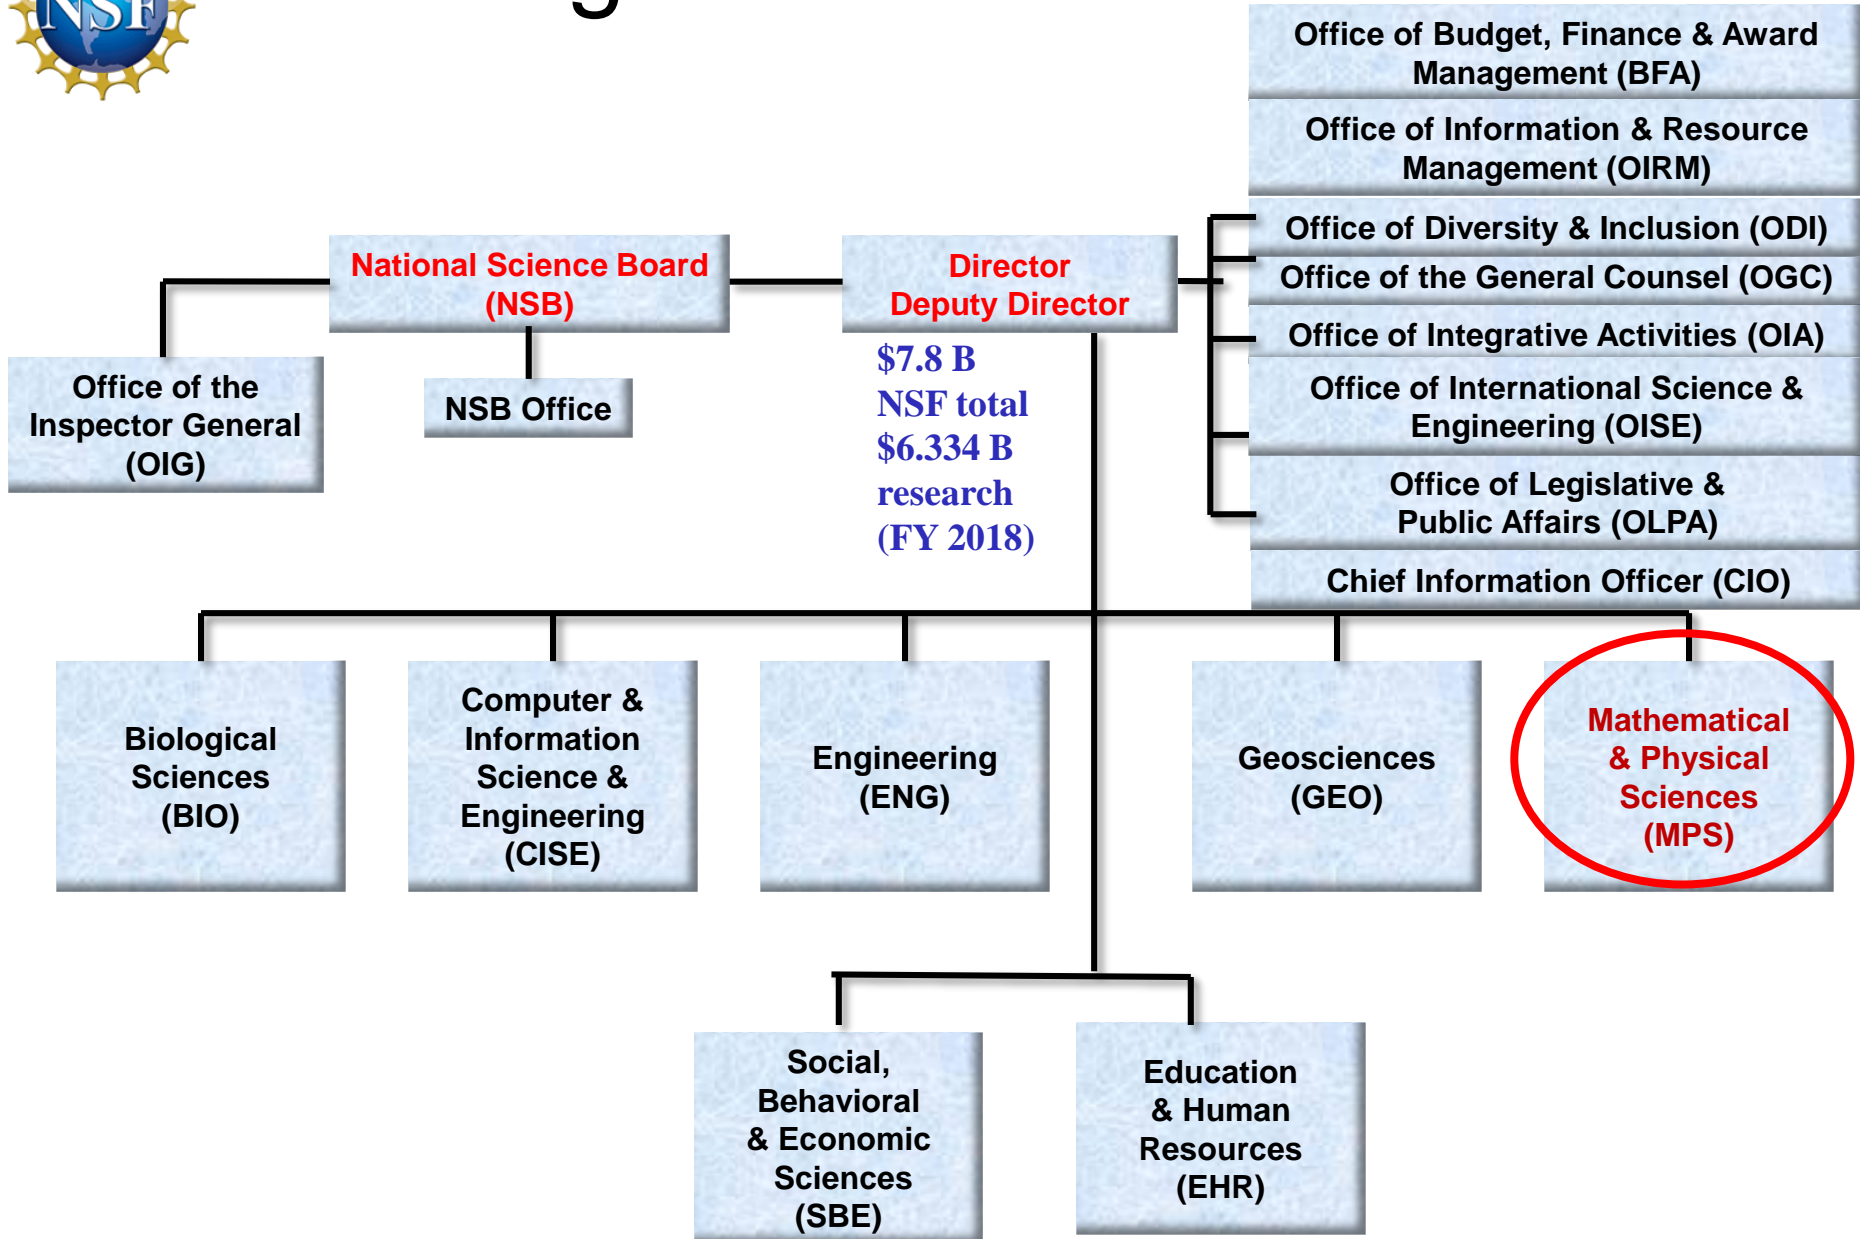 NSF
Office of Budget, Finance & Award
Management (BFA)
Office of Information & Resource
Management (OIRM)
Office of Diversity & Inclusion (ODI)
Office of the General Counsel (OGC)
Office of Integrative Activities (OIA)
Office of International Science &
Engineering (OISE)
Office of Legislative &
Public Affairs (OLPA)
Chief Information Officer (CIO)
National Science Board
(NSB)
Director
Deputy Director
Office of the
Inspector General
(OIG)
NSB Office
$7.8 B
NSF total
$6.334 B
research
(FY 2018)
Biological
Sciences
(BIO)
Computer &
Information
Science &
Engineering
(CISE)
Engineering
(ENG)
Geosciences
(GEO)
Mathematical
& Physical
Sciences
(MPS)
Social,
Behavioral
& Economic
Sciences
(SBE)
Education
& Human
Resources
(EHR)